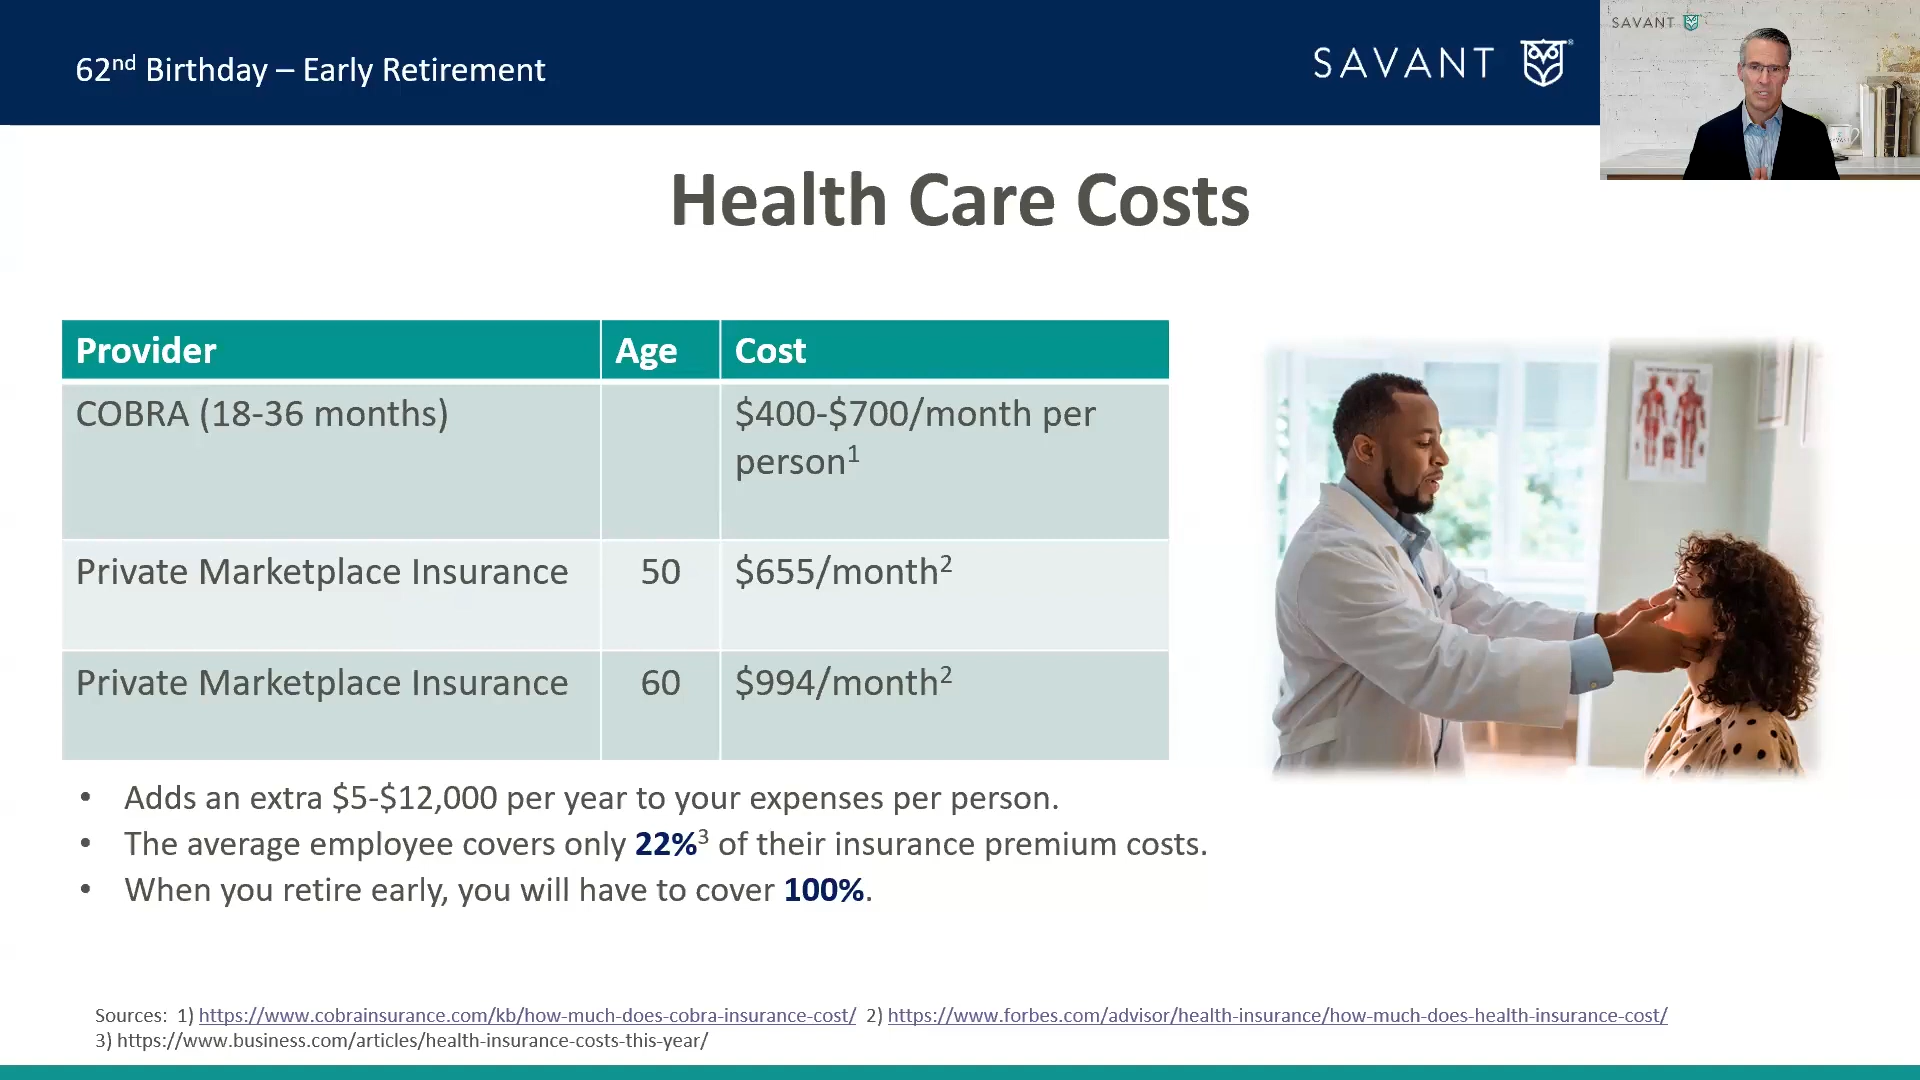 62nd Birthday – Early Retirement
SAVANT
SAVANT
Health Care Costs
Provider Age Cost
COBRA (18-36 months) $400-$700/month per
person1
Private Marketplace Insurance 50 $655/month2
Private Marketplace Insurance 60 $994/month2
• Adds an extra $5-$12,000 per year to your expenses per person.
• The average employee covers only 22%3 of their insurance premium costs.
• When you retire early, you will have to cover 100%.
Sources: 1) https://www.cobrainsurance.com/kb/how-much-does-cobra-insurance-cost/ 2) https://www.forbes.com/advisor/health-insurance/how-much-does-health-insurance-cost/
3) https://www.business.com/articles/health-insurance-costs-this-year/